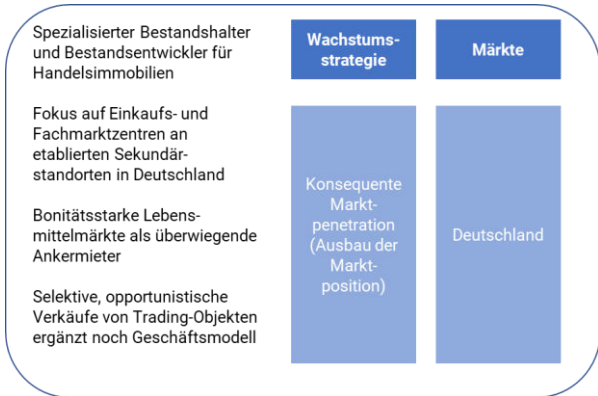 Spezialisierter Bestandshalter
und Bestandsentwickler für
Handelsimmobilien
Fokus auf Einkaufs- und
Fachmarktzentren an
etablierten Sekundär-
standorten in Deutschland
Bonitätsstarke Lebens-
mittelmärkte als überwiegende
Ankermieter
Selektive, opportunistische
Verkäufe von Trading-Objekten
ergänzt noch Geschäftsmodell
Wachstums-
strategie
Konsequente
Markt-
penetration
(Ausbau der
Markt-
position)
Märkte
Deutschland